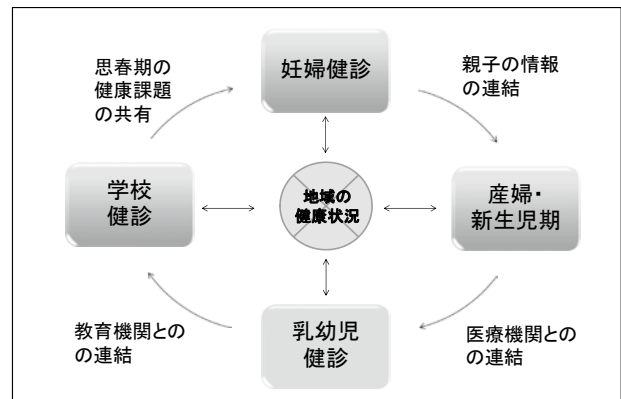 思春期の
健康課題
の共有
妊婦健診
親子の情報
の連結
学校
健診
地域の
健康状況
産婦・
新生児期
教育機関との
の連結
乳幼児
健診
医療機関との
の連結